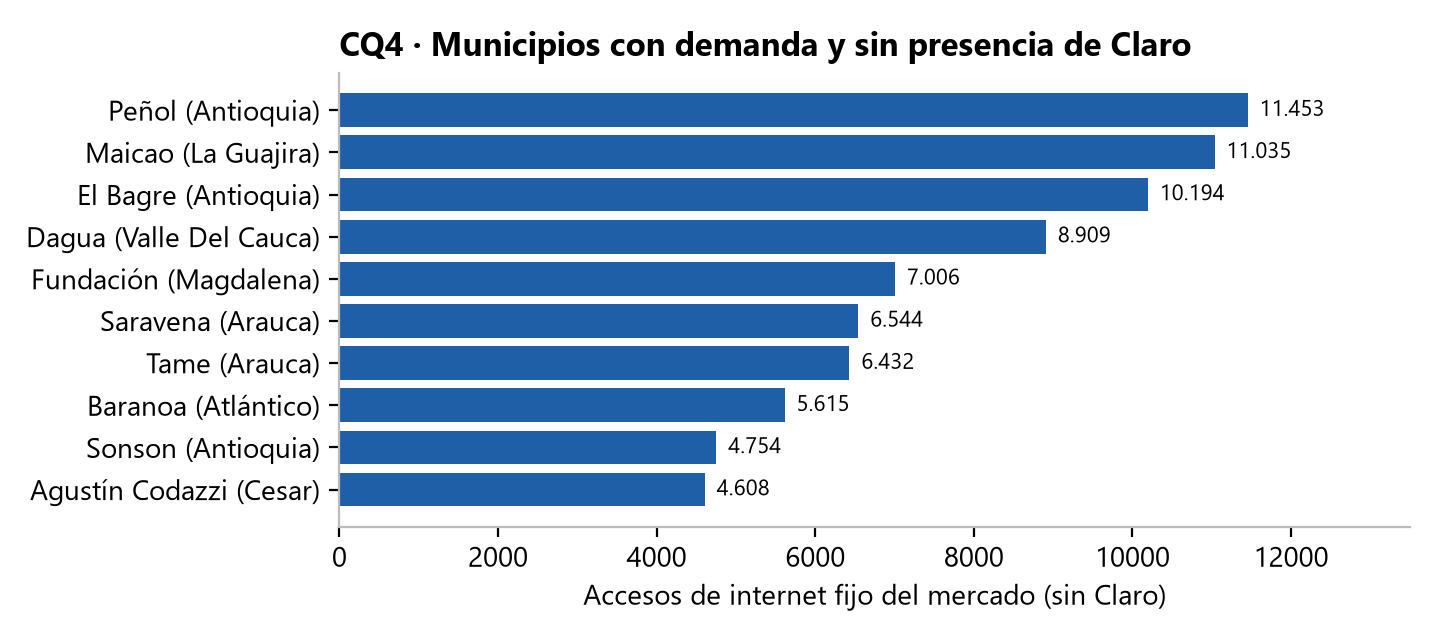 CQ4 · Municipios con demanda y sin presencia de Claro
Peñol (Antioquia) 11.453
Maicao (La Guajira) 11.035
El Bagre (Antioquia) 10.194
Dagua (Valle Del Cauca) 8.909
Fundación (Magdalena) 7.006
Saravena (Arauca) 6.544
Tame (Arauca) 6.432
Baranoa (Atlántico) 5.615
Sonson (Antioquia) 4.754
Agustín Codazzi (Cesar) 4.608
0 2000 4000 6000 8000 10000 12000
Accesos de internet fijo del mercado (sin Claro)